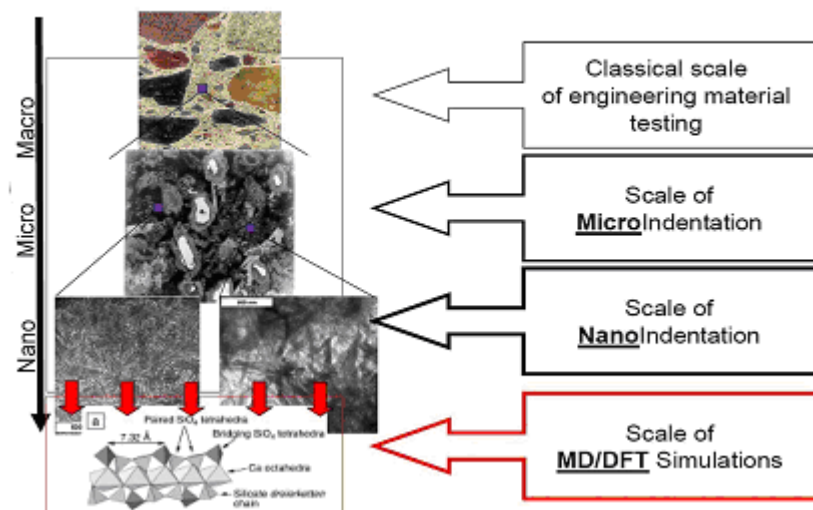 Macro
Micro
Nano
Classical scale
of engineering material
testing
Scale of
MicroIndentation
Scale of
NanoIndentation
Scale of
MD/DFT Simulations
a
Paired SiO₄ tetrahedra
Bridging SiO₄ tetrahedra
7.32 Å
Ca octahedra
Silicate dreierketten
chain